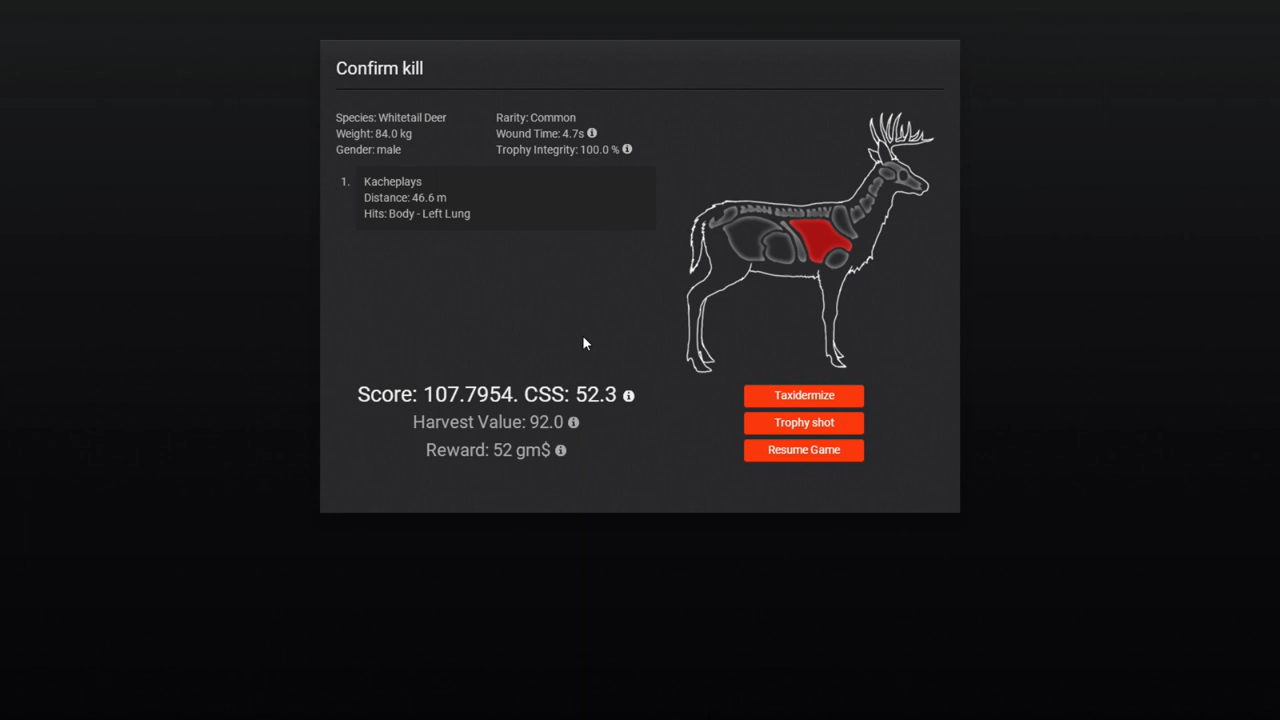 Confirm kill
Species: Whitetail Deer
Weight: 84.0 kg
Gender: male
Rarity: Common
Wound Time: 4.7s
Trophy Integrity: 100.0 %
1.
Kacheplays
Distance: 46.6 m
Hits: Body - Left Lung
Score: 107.7954. CSS: 52.3
Harvest Value: 92.0
Reward: 52 gm$
Taxidermize
Trophy shot
Resume Game